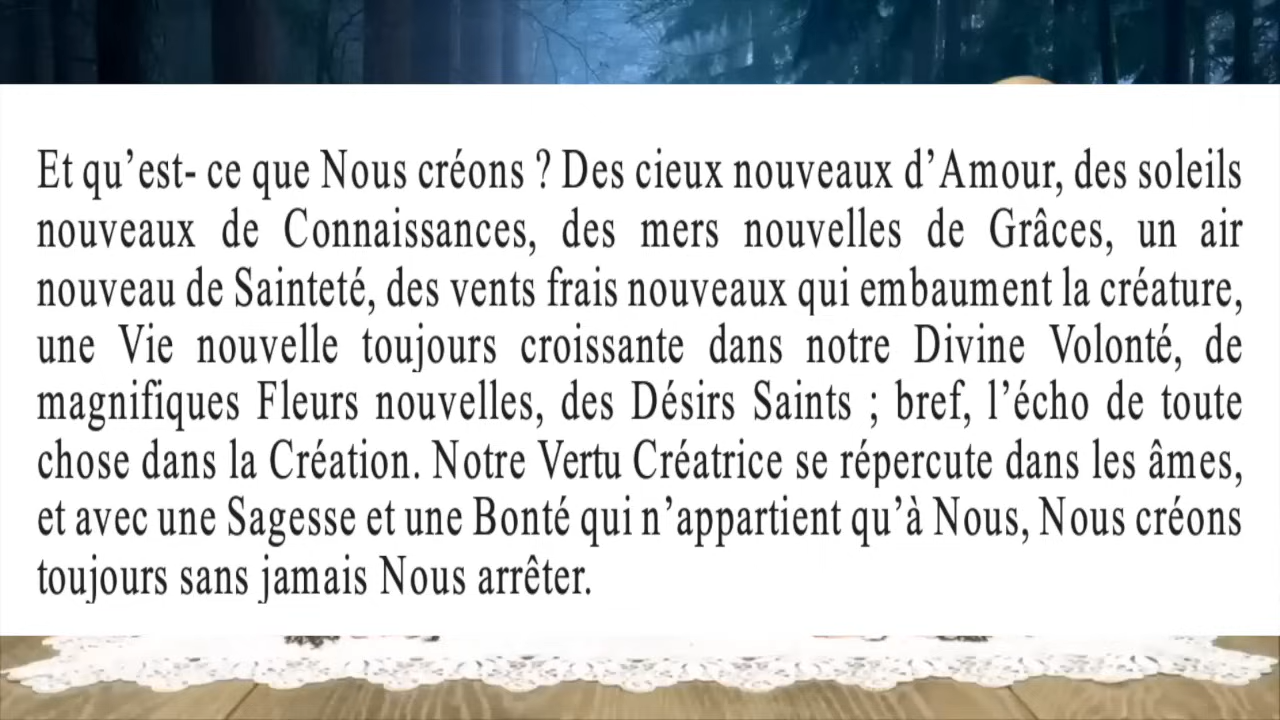 Et qu’est- ce que Nous créons ? Des cieux nouveaux d’Amour, des soleils
nouveaux de Connaissances, des mers nouvelles de Grâces, un air
nouveau de Sainteté, des vents frais nouveaux qui embaument la créature,
une Vie nouvelle toujours croissante dans notre Divine Volonté, de
magnifiques Fleurs nouvelles, des Désirs Saints ; bref, l’écho de toute
chose dans la Création. Notre Vertu Créatrice se répercute dans les âmes,
et avec une Sagesse et une Bonté qui n’appartient qu’à Nous, Nous créons
toujours sans jamais Nous arrêter.